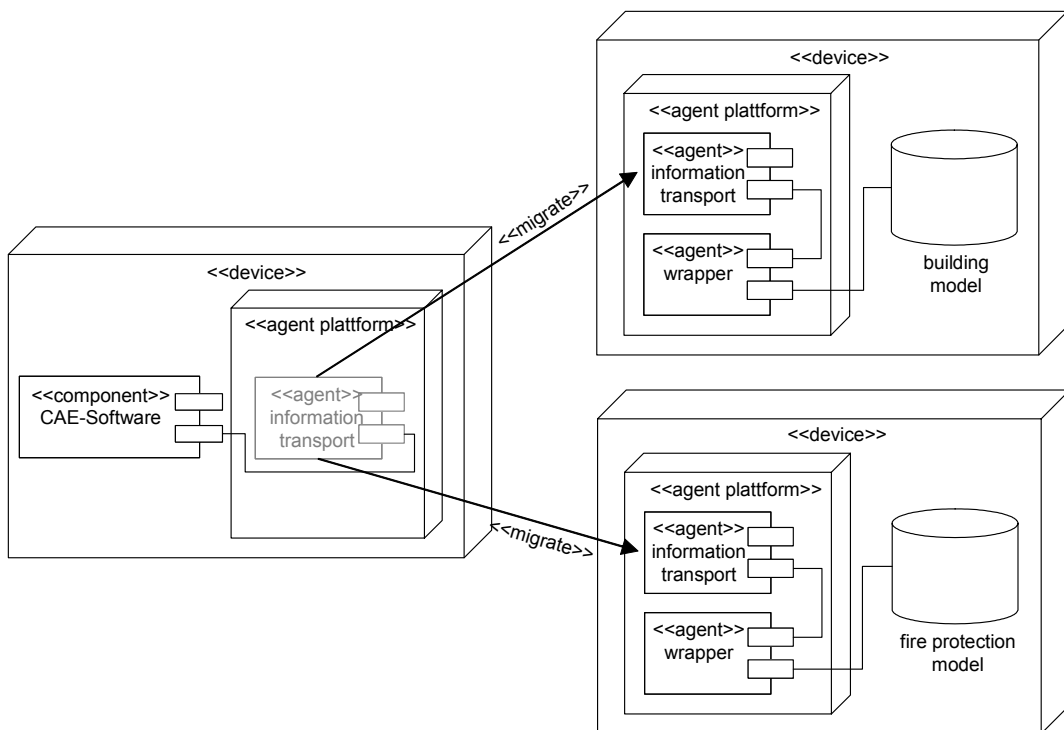 <<device>>
<<agent plattform>>
<<component>>
CAE-Software
<<agent>>
information
transport
<<migrate>>
<<migrate>>
<<device>>
<<agent plattform>>
<<agent>>
information
transport
<<agent>>
wrapper
building
model
<<device>>
<<agent plattform>>
<<agent>>
information
transport
<<agent>>
wrapper
fire protection
model